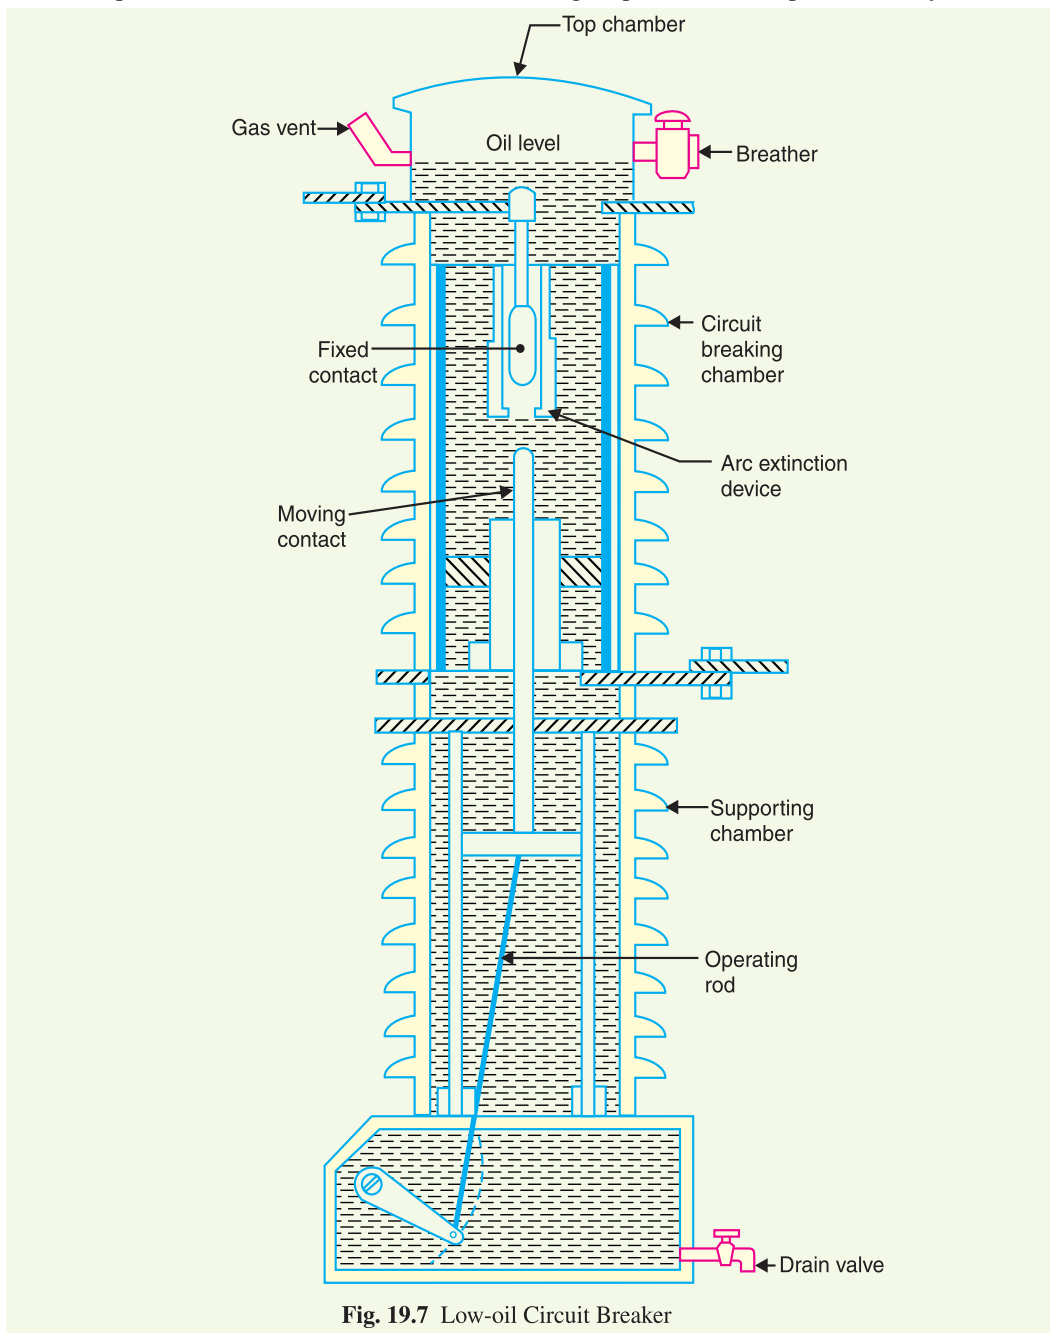 Top chamber
Gas vent
Oil level
Breather
Circuit
breaking
chamber
Fixed
contact
Arc extinction
device
Moving
contact
Supporting
chamber
Operating
rod
Drain valve
Fig. 19.7 Low-oil Circuit Breaker